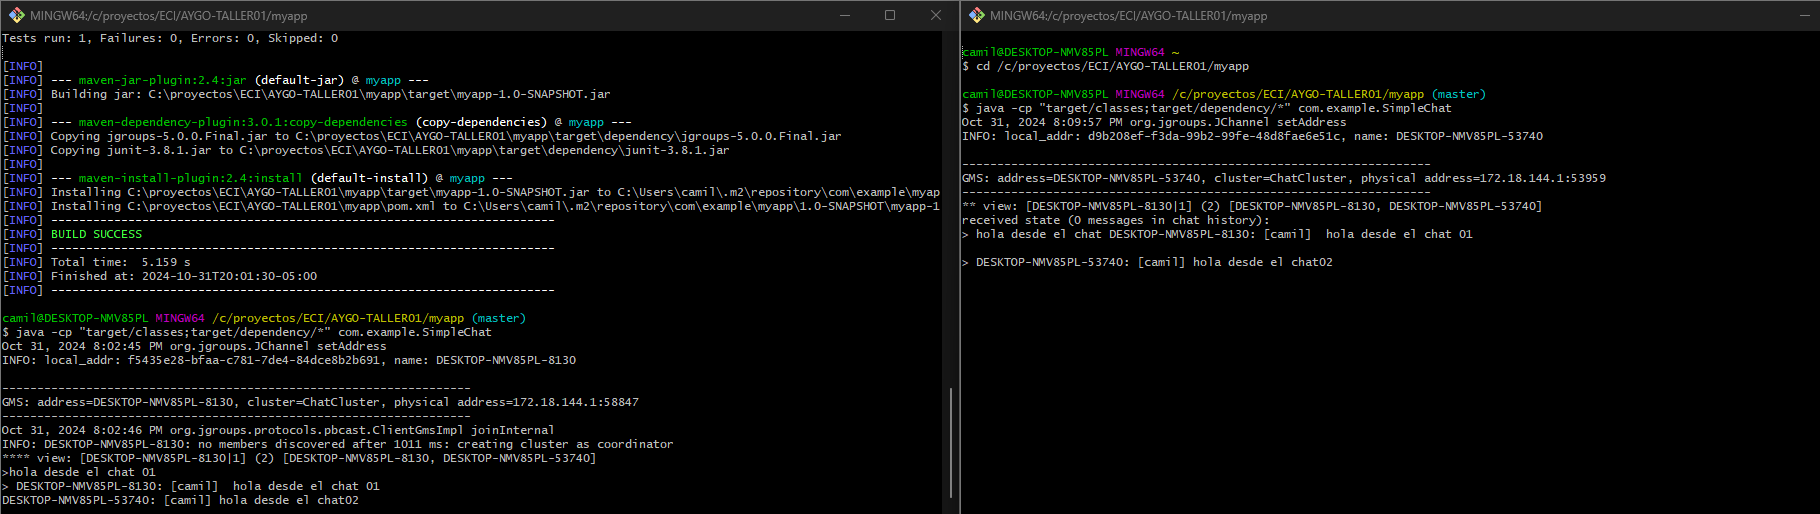 MINGW64:/c/proyectos/ECI/AYGO-TALLER01/myapp
Tests run: 1, Failures: 0, Errors: 0, Skipped: 0
[INFO]
[INFO] --- maven-jar-plugin:2.4:jar (default-jar) @ myapp ---
[INFO] Building jar: C:\proyectos\ECI\AYGO-TALLER01\myapp\target\myapp-1.0-SNAPSHOT.jar
[INFO]
[INFO] --- maven-dependency-plugin:3.0.1:copy-dependencies (copy-dependencies) @ myapp ---
[INFO] Copying jgroups-5.0.0.Final.jar to C:\proyectos\ECI\AYGO-TALLER01\myapp\target\dependency\jgroups-5.0.0.Final.jar
[INFO] Copying junit-3.8.1.jar to C:\proyectos\ECI\AYGO-TALLER01\myapp\target\dependency\junit-3.8.1.jar
[INFO]
[INFO] --- maven-install-plugin:2.4:install (default-install) @ myapp ---
[INFO] Installing C:\proyectos\ECI\AYGO-TALLER01\myapp\target\myapp-1.0-SNAPSHOT.jar to C:\Users\camil\.m2\repository\com\example\myap
[INFO] Installing C:\proyectos\ECI\AYGO-TALLER01\myapp\pom.xml to C:\Users\camil\.m2\repository\com\example\myapp\1.0-SNAPSHOT\myapp-1
[INFO] ------------------------------------------------------------------------
[INFO] BUILD SUCCESS
[INFO] ------------------------------------------------------------------------
[INFO] Total time:  5.159 s
[INFO] Finished at: 2024-10-31T20:01:30-05:00
[INFO] ------------------------------------------------------------------------
camil@DESKTOP-NMV85PL MINGW64 /c/proyectos/ECI/AYGO-TALLER01/myapp (master)
$ java -cp "target/classes;target/dependency/*" com.example.SimpleChat
Oct 31, 2024 8:02:45 PM org.jgroups.JChannel setAddress
INFO: local_addr: f5435e28-bfaa-c781-7de4-84dce8b2b691, name: DESKTOP-NMV85PL-8130
-------------------------------------------------------------------
GMS: address=DESKTOP-NMV85PL-8130, cluster=ChatCluster, physical address=172.18.144.1:58847
-------------------------------------------------------------------
Oct 31, 2024 8:02:46 PM org.jgroups.protocols.pbcast.ClientGmsImpl joinInternal
INFO: DESKTOP-NMV85PL-8130: no members discovered after 1011 ms: creating cluster as coordinator
**** view: [DESKTOP-NMV85PL-8130|1] (2) [DESKTOP-NMV85PL-8130, DESKTOP-NMV85PL-53740]
>hola desde el chat 01
> DESKTOP-NMV85PL-8130: [camil]  hola desde el chat 01
DESKTOP-NMV85PL-53740: [camil] hola desde el chat02
MINGW64:/c/proyectos/ECI/AYGO-TALLER01/myapp
camil@DESKTOP-NMV85PL MINGW64 ~
$ cd /c/proyectos/ECI/AYGO-TALLER01/myapp
camil@DESKTOP-NMV85PL MINGW64 /c/proyectos/ECI/AYGO-TALLER01/myapp (master)
$ java -cp "target/classes;target/dependency/*" com.example.SimpleChat
Oct 31, 2024 8:09:57 PM org.jgroups.JChannel setAddress
INFO: local_addr: d9b208ef-f3da-99b2-99fe-48d8fae6e51c, name: DESKTOP-NMV85PL-53740
-------------------------------------------------------------------
GMS: address=DESKTOP-NMV85PL-53740, cluster=ChatCluster, physical address=172.18.144.1:53959
-------------------------------------------------------------------
** view: [DESKTOP-NMV85PL-8130|1] (2) [DESKTOP-NMV85PL-8130, DESKTOP-NMV85PL-53740]
received state (0 messages in chat history):
> hola desde el chat DESKTOP-NMV85PL-8130: [camil]  hola desde el chat 01
> DESKTOP-NMV85PL-53740: [camil] hola desde el chat02